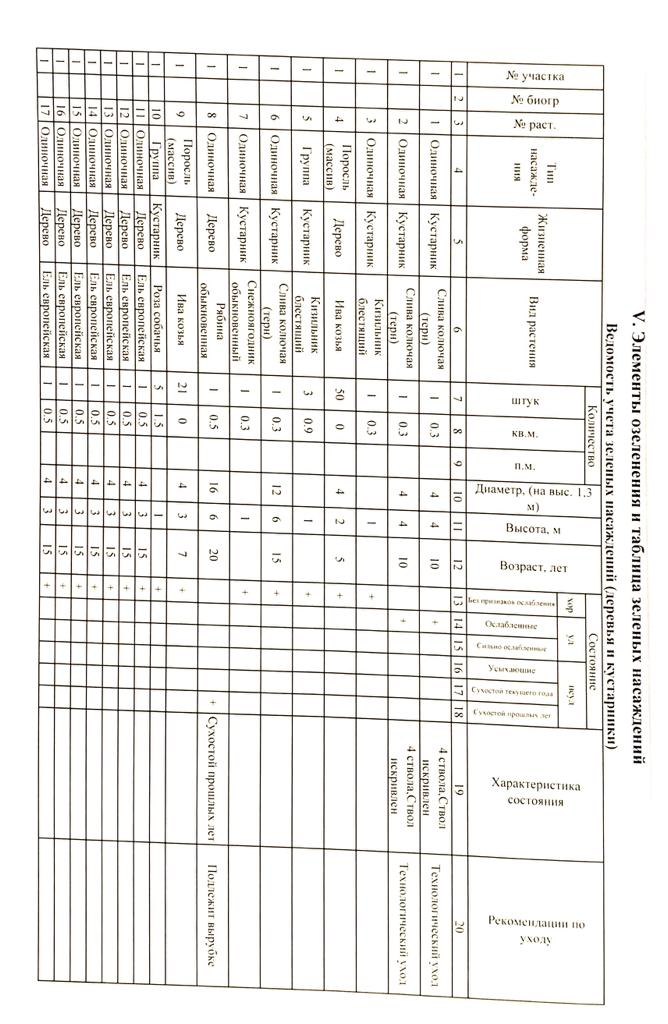 V. Элементы озеленения и таблица зеленых насаждений
Ведомость учета зеленых насаждений (деревья и кустарники)
№ участка
№ биогр
№ раст.
Тип насажде-ния
Жизненная форма
Вид растения
Количество
штук
кв.м.
п.м.
Диаметр, (на выс. 1,3 м)
Высота, м
Возраст, лет
Состояние
хор
уд
неуд
Без признаков ослабления
Ослабленные
Сильно ослабленные
Усыхающие
Сухостой текущего года
Сухостой прошлых лет
Характеристика состояния
Рекомендации по уходу
1 2 3 4 5 6 7 8 9 10 11 12 13 14 15 16 17 18 19 20
1 1 Одиночная Кустарник Слива колючая (терн) 1 0.3 4 4 10 + 4 ствола,Ствол искривлен Технологический уход
1 2 Одиночная Кустарник Слива колючая (терн) 1 0.3 4 4 10 + 4 ствола,Ствол искривлен Технологический уход
1 3 Одиночная Кустарник Кизильник блестящий 1 0.3 1 +
1 4 Поросль (массив) Дерево Ива козья 50 0 4 2 5 +
1 5 Группа Кустарник Кизильник блестящий 3 0.9 1 +
1 6 Одиночная Кустарник Слива колючая (терн) 1 0.3 12 6 15 +
1 7 Одиночная Кустарник Снежноягодник обыкновенный 1 0.3 1 +
1 8 Одиночная Дерево Рябина обыкновенная 1 0.5 16 6 20 + Сухостой прошлых лет Подлежит вырубке
1 9 Поросль (массив) Дерево Ива козья 21 0 4 3 7 +
1 10 Группа Кустарник Роза собачья 5 1.5 1 +
1 11 Одиночная Дерево Ель европейская 1 0.5 4 3 15 +
1 12 Одиночная Дерево Ель европейская 1 0.5 4 3 15 +
1 13 Одиночная Дерево Ель европейская 1 0.5 4 3 15 +
1 14 Одиночная Дерево Ель европейская 1 0.5 4 3 15 +
1 15 Одиночная Дерево Ель европейская 1 0.5 4 3 15 +
1 16 Одиночная Дерево Ель европейская 1 0.5 4 3 15 +
1 17 Одиночная Дерево Ель европейская 1 0.5 4 3 15 +